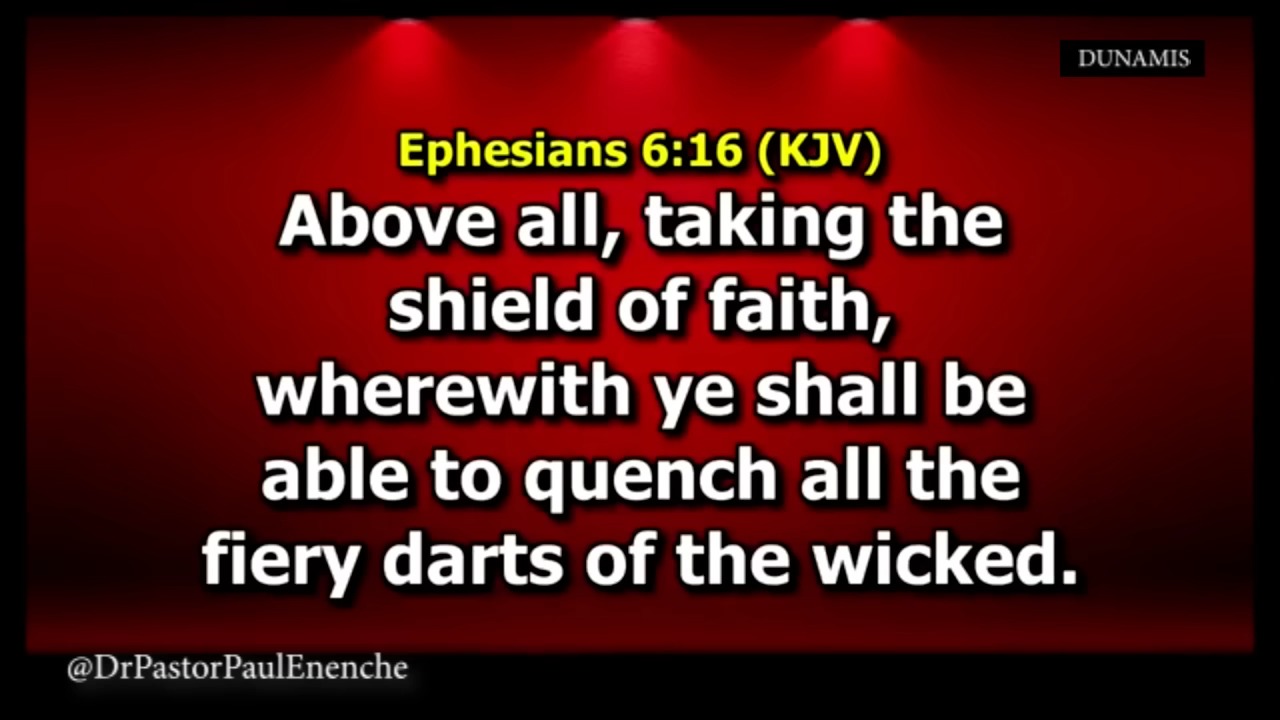 DUNAMIS
Ephesians 6:16 (KJV)
Above all, taking the
shield of faith,
wherewith ye shall be
able to quench all the
fiery darts of the wicked.
@DrPastorPaulEnenche